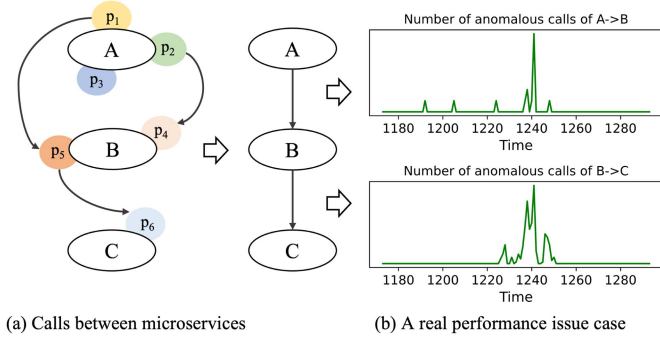 p1
A
p2
p3
p4
p5
B
p6
C
A
B
C
Number of anomalous calls of A->B
1180 1200 1220 1240 1260 1280
Time
Number of anomalous calls of B->C
1180 1200 1220 1240 1260 1280
Time
(a) Calls between microservices
(b) A real performance issue case